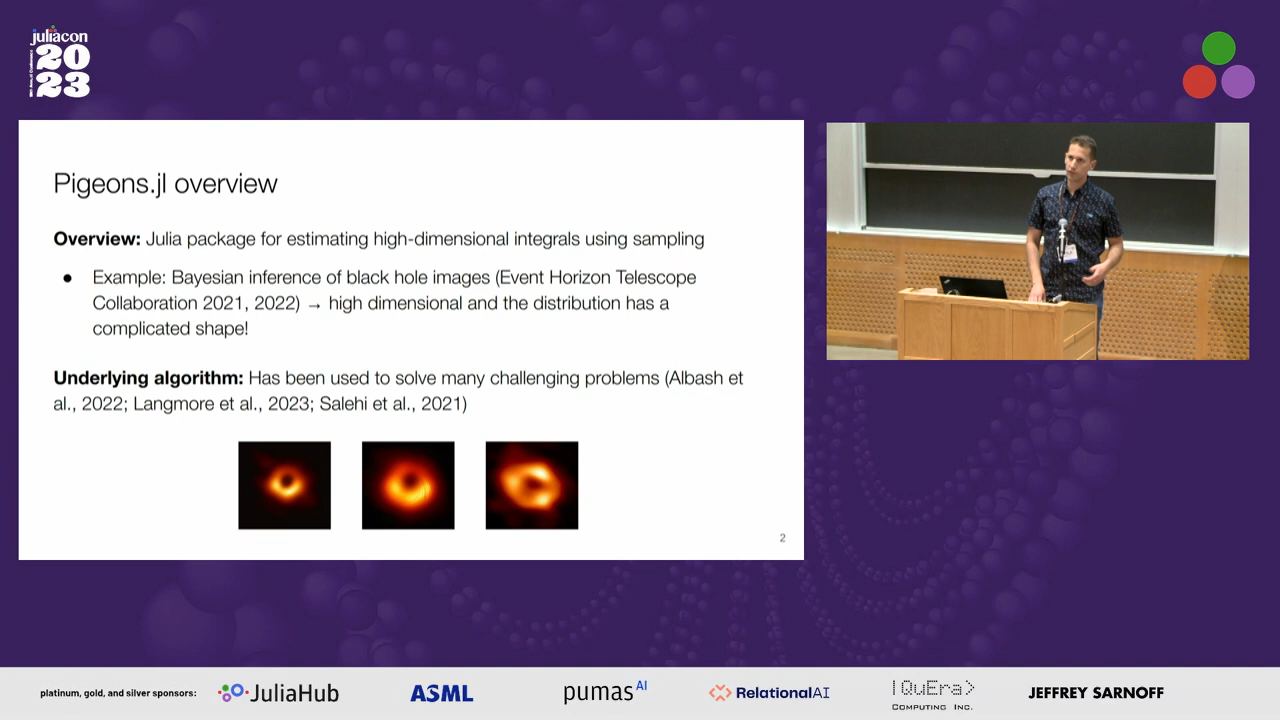 juliacon
20
23
Pigeons.jl overview
Overview: Julia package for estimating high-dimensional integrals using sampling
● Example: Bayesian inference of black hole images (Event Horizon Telescope
Collaboration 2021, 2022) → high dimensional and the distribution has a
complicated shape!
Underlying algorithm: Has been used to solve many challenging problems (Albash et
al., 2022; Langmore et al., 2023; Salehi et al., 2021)
2
platinum, gold, and silver sponsors:
JuliaHub
ASML
pumas AI
RelationalAI
|QuEra>
COMPUTING INC.
JEFFREY SARNOFF